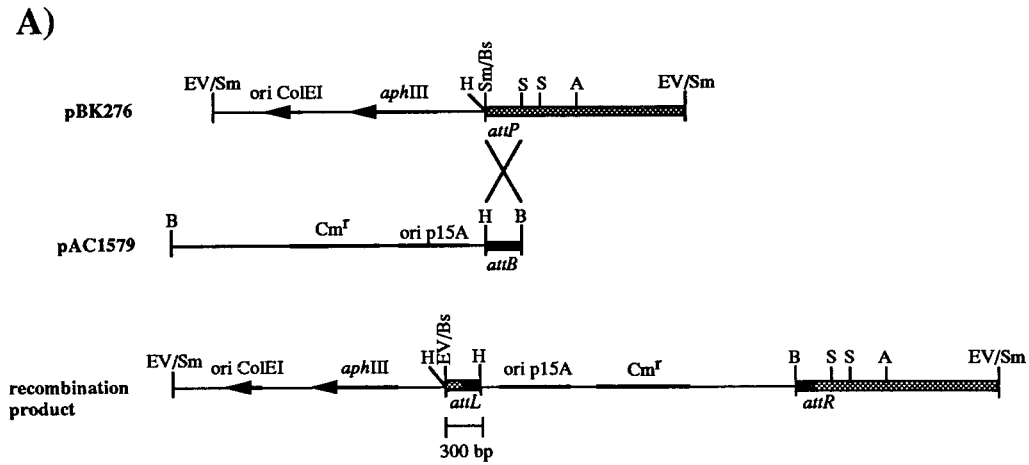 A)
EV/Sm ori ColEI aphIII H Sm/Bs S S A EV/Sm
pBK276
attP
B Cmr ori p15A H B
pAC1579
attB
EV/Sm ori ColEI aphIII H EV/Bs H ori p15A Cmr B S S A EV/Sm
recombination
product
attL attR
300 bp